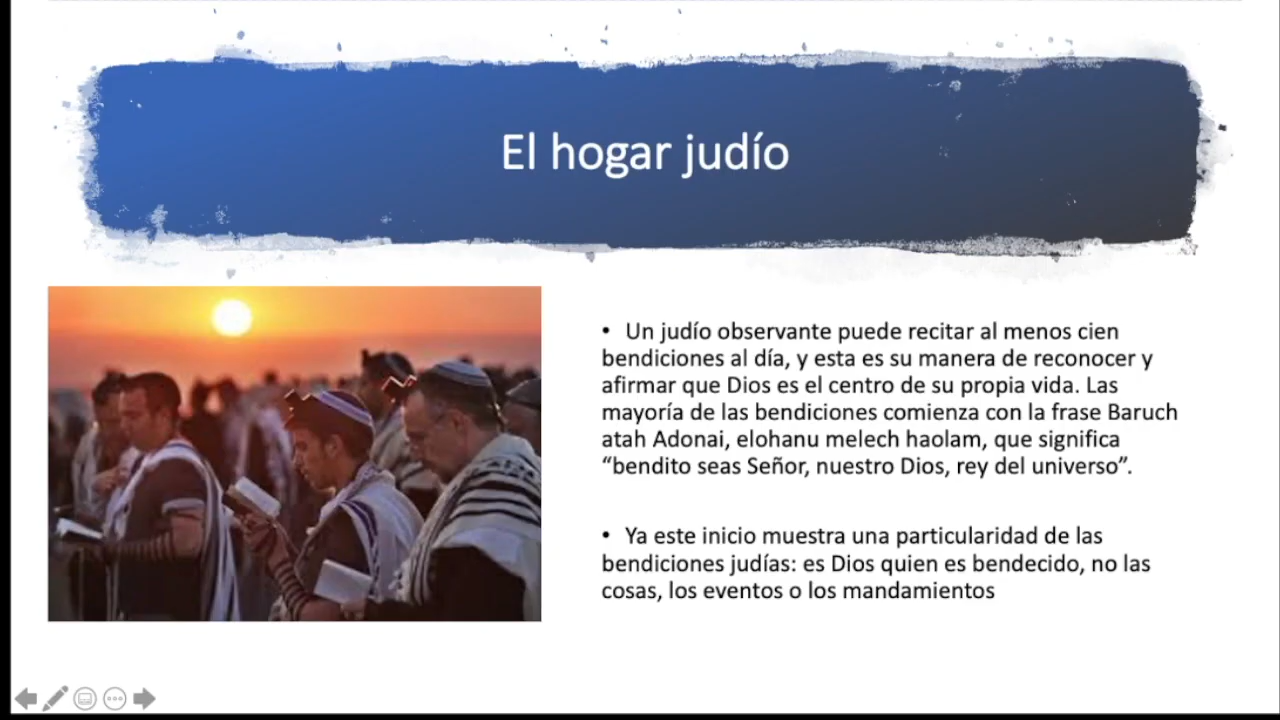 El hogar judío
• Un judío observante puede recitar al menos cien
bendiciones al día, y esta es su manera de reconocer y
afirmar que Dios es el centro de su propia vida. Las
mayoría de las bendiciones comienza con la frase Baruch
atah Adonai, elohanu melech haolam, que significa
“bendito seas Señor, nuestro Dios, rey del universo”.
• Ya este inicio muestra una particularidad de las
bendiciones judías: es Dios quien es bendecido, no las
cosas, los eventos o los mandamientos